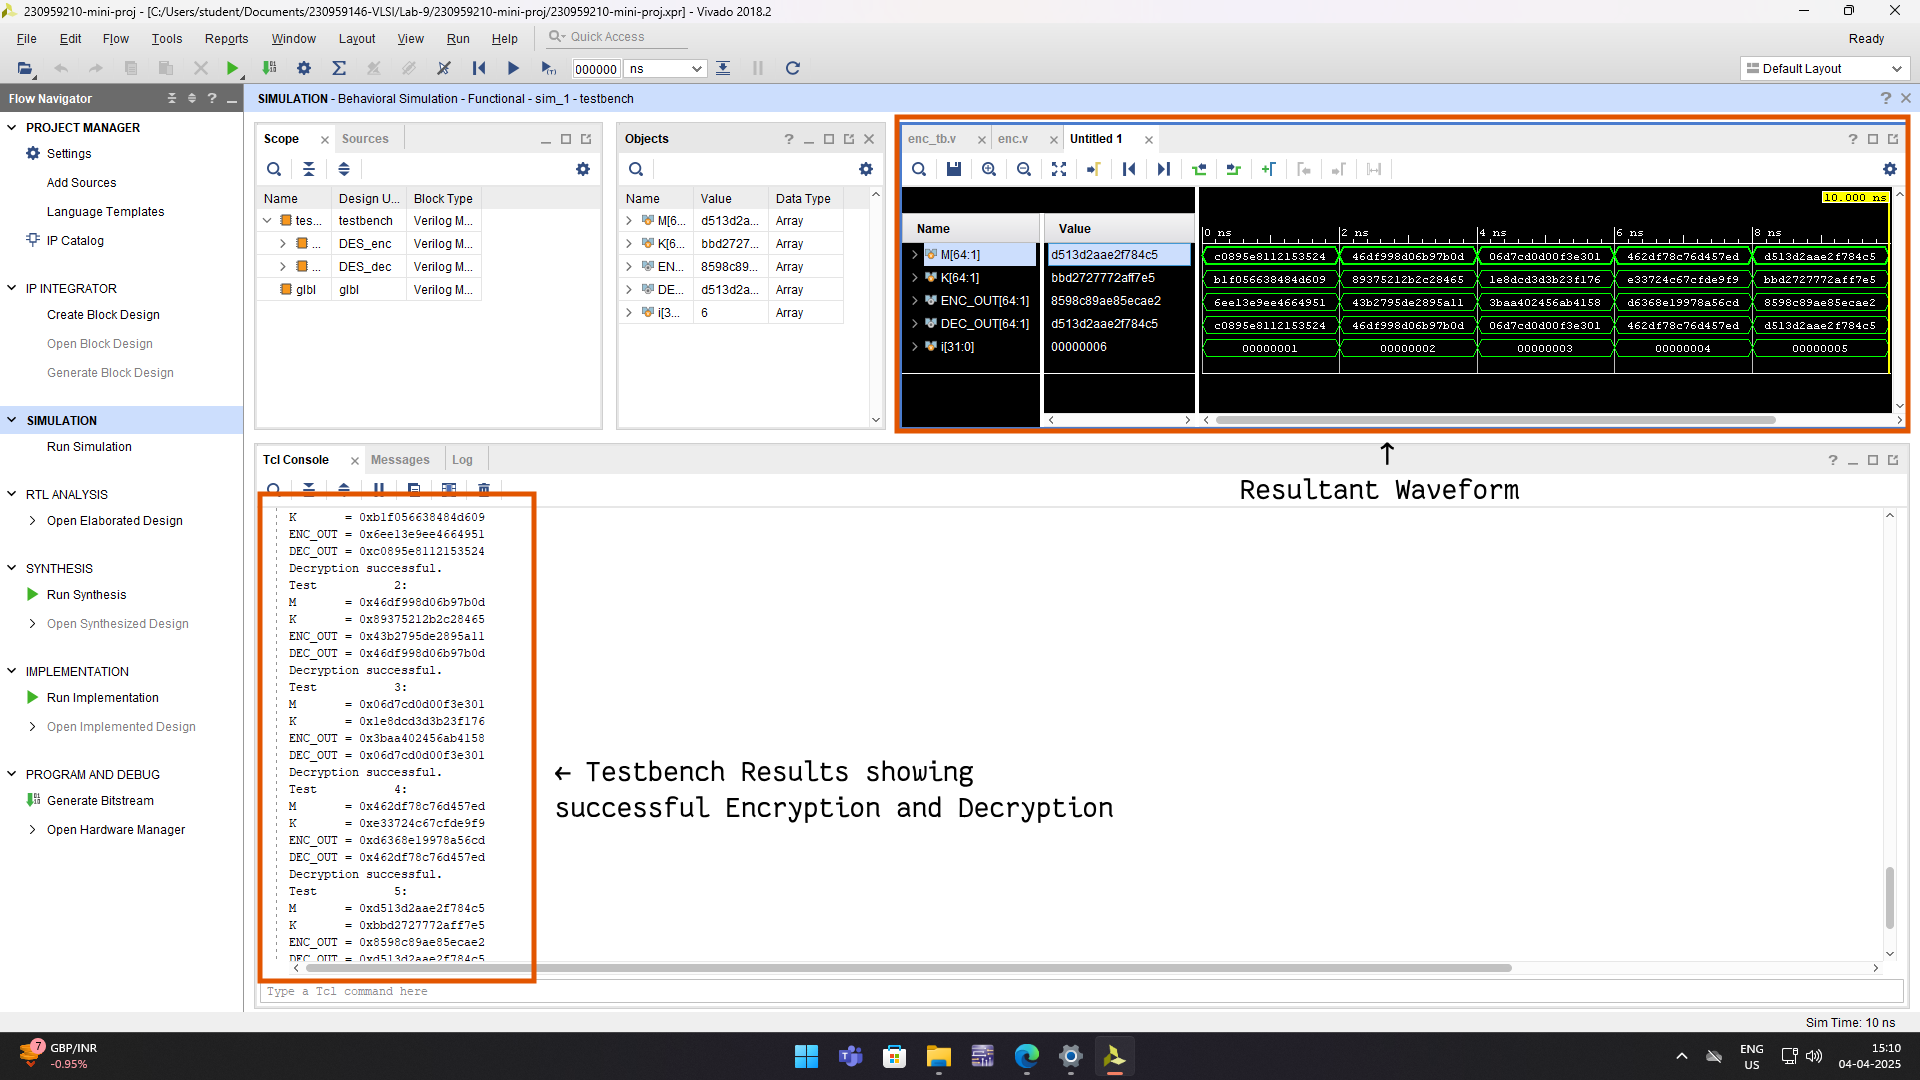 230959210-mini-proj - [C:/Users/student/Documents/230959146-VLSI/Lab-9/230959210-mini-proj/230959210-mini-proj.xpr] - Vivado 2018.2
File Edit Flow Tools Reports Window Layout View Run Help Quick Access Ready
000000 ns Default Layout
Flow Navigator
PROJECT MANAGER
Settings
Add Sources
Language Templates
IP Catalog
IP INTEGRATOR
Create Block Design
Open Block Design
Generate Block Design
SIMULATION
Run Simulation
RTL ANALYSIS
Open Elaborated Design
SYNTHESIS
Run Synthesis
Open Synthesized Design
IMPLEMENTATION
Run Implementation
Open Implemented Design
PROGRAM AND DEBUG
Generate Bitstream
Open Hardware Manager
SIMULATION - Behavioral Simulation - Functional - sim_1 - testbench
Scope Sources
Name Design U... Block Type
tes... testbench Verilog M...
... DES_enc Verilog M...
... DES_dec Verilog M...
glbl glbl Verilog M...
Objects
Name Value Data Type
M[6... d513d2a... Array
K[6... bbd2727... Array
EN... 8598c89... Array
DE... d513d2a... Array
i[3... 6 Array
enc_tb.v enc.v Untitled 1
10.000 ns
Name Value 0 ns 2 ns 4 ns 6 ns 8 ns
M[64:1] d513d2aae2f784c5 c0895e8112153524 46df998d06b97b0d 06d7cd0d00f3e301 462df78c76d457ed d513d2aae2f784c5
K[64:1] bbd2727772aff7e5 b1f056638484d609 89375212b2c28465 1e8dcd3d3b23f176 e33724c67cfde9f9 bbd2727772aff7e5
ENC_OUT[64:1] 8598c89ae85ecae2 6ee13e9ee4664951 43b2795de2895a11 3baa402456ab4158 d6368e19978a56cd 8598c89ae85ecae2
DEC_OUT[64:1] d513d2aae2f784c5 c0895e8112153524 46df998d06b97b0d 06d7cd0d00f3e301 462df78c76d457ed d513d2aae2f784c5
i[31:0] 00000006 00000001 00000002 00000003 00000004 00000005
↑
Resultant Waveform
Tcl Console Messages Log
K = 0xb1f056638484d609
ENC_OUT = 0x6ee13e9ee4664951
DEC_OUT = 0xc0895e8112153524
Decryption successful.
Test 2:
M = 0x46df998d06b97b0d
K = 0x89375212b2c28465
ENC_OUT = 0x43b2795de2895a11
DEC_OUT = 0x46df998d06b97b0d
Decryption successful.
Test 3:
M = 0x06d7cd0d00f3e301
K = 0x1e8dcd3d3b23f176
ENC_OUT = 0x3baa402456ab4158
DEC_OUT = 0x06d7cd0d00f3e301
Decryption successful.
Test 4:
M = 0x462df78c76d457ed
K = 0xe33724c67cfde9f9
ENC_OUT = 0xd6368e19978a56cd
DEC_OUT = 0x462df78c76d457ed
Decryption successful.
Test 5:
M = 0xd513d2aae2f784c5
K = 0xbbd2727772aff7e5
ENC_OUT = 0x8598c89ae85ecae2
DEC_OUT = 0xd513d2aae2f784c5
← Testbench Results showing
successful Encryption and Decryption
Type a Tcl command here
Sim Time: 10 ns
7 GBP/INR
-0.95%
ENG
US
15:10
04-04-2025